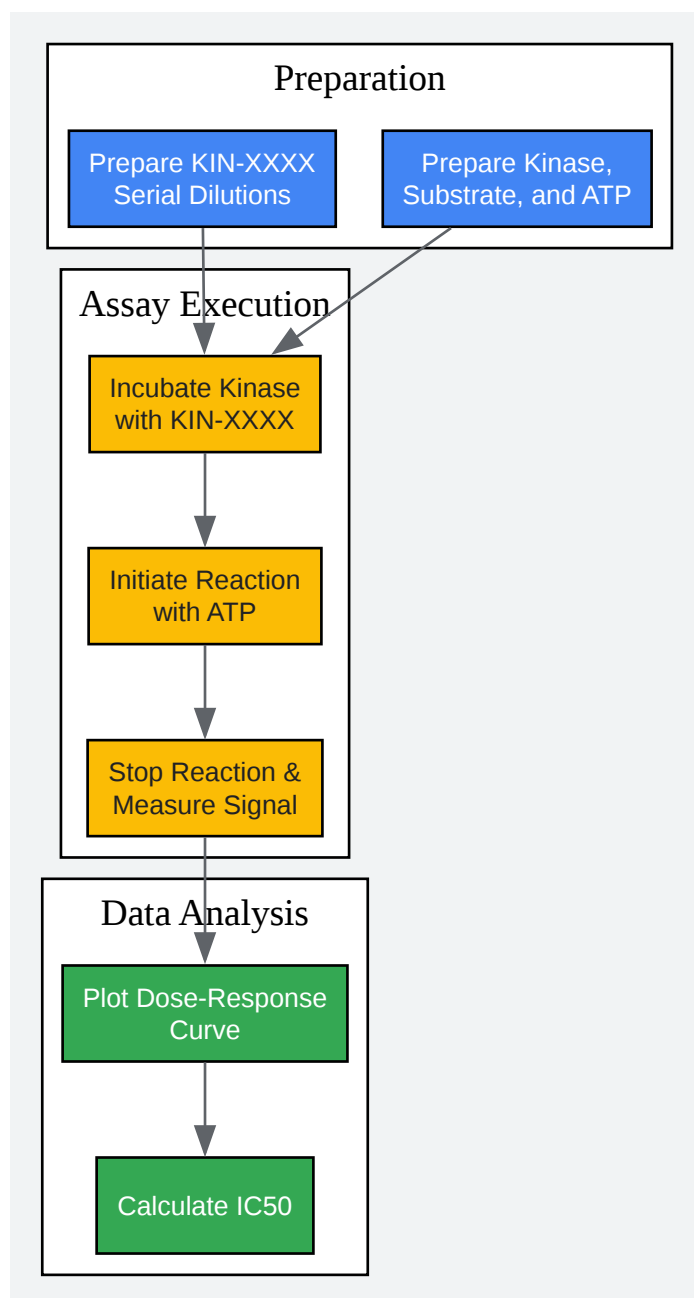 Preparation
Prepare KIN-XXXX
Serial Dilutions
Prepare Kinase,
Substrate, and ATP
Assay Execution
Incubate Kinase
with KIN-XXXX
Initiate Reaction
with ATP
Stop Reaction &
Measure Signal
Data Analysis
Plot Dose-Response
Curve
Calculate IC50